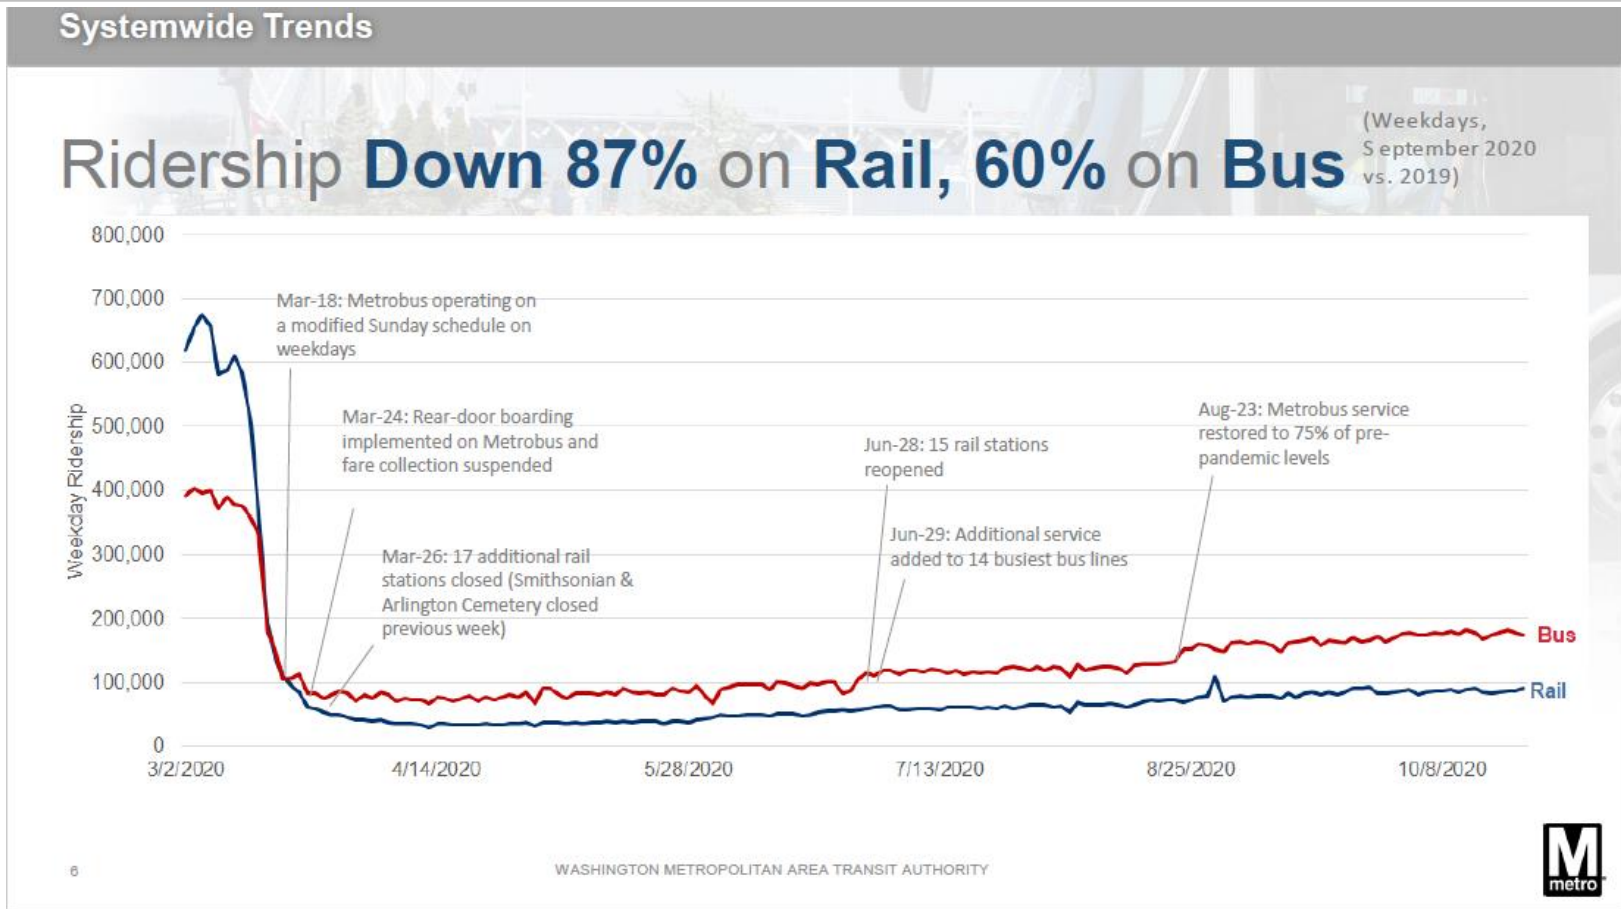 Systemwide Trends
Ridership Down 87% on Rail, 60% on Bus
(Weekdays,
September 2020
vs. 2019)
Weekday Ridership
800,000
700,000
600,000
500,000
400,000
300,000
200,000
100,000
0
Mar-18: Metrobus operating on
a modified Sunday schedule on
weekdays
Mar-24: Rear-door boarding
implemented on Metrobus and
fare collection suspended
Mar-26: 17 additional rail
stations closed (Smithsonian &
Arlington Cemetery closed
previous week)
Jun-28: 15 rail stations
reopened
Jun-29: Additional service
added to 14 busiest bus lines
Aug-23: Metrobus service
restored to 75% of pre-
pandemic levels
Bus
Rail
3/2/2020
4/14/2020
5/28/2020
7/13/2020
8/25/2020
10/8/2020
6
WASHINGTON METROPOLITAN AREA TRANSIT AUTHORITY
M
metro